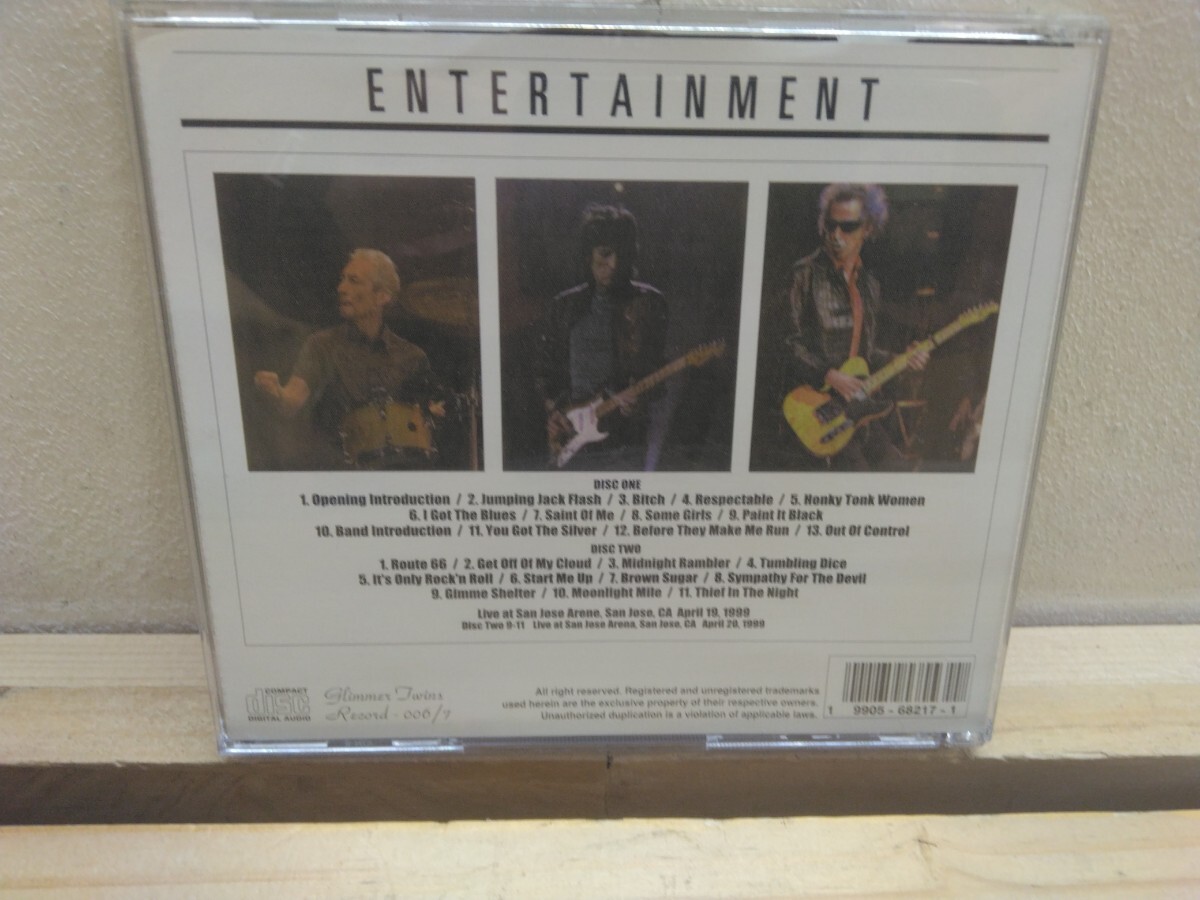 ENTERTAINMENT
DISC ONE
1. Opening Introduction / 2. Jumping Jack Flash / 3. Bitch / 4. Respectable / 5. Honky Tonk Women
6. I Got The Blues / 7. Saint Of Me / 8. Some Girls / 9. Paint It Black
10. Band Introduction / 11. You Got The Silver / 12. Before They Make Me Run / 13. Out Of Control
DISC TWO
1. Route 66 / 2. Get Off Of My Cloud / 3. Midnight Rambler / 4. Tumbling Dice
5. It's Only Rock'n Roll / 6. Start Me Up / 7. Brown Sugar / 8. Sympathy For The Devil
9. Gimme Shelter / 10. Moonlight Mile / 11. Thief In The Night
Live at San Jose Arene, San Jose, CA April 19, 1999
Disc Two 9-11 Live at San Jose Arena, San Jose, CA April 20, 1999
COMPACT
disc
DIGITAL AUDIO
Glimmer Twins
Record - 006/7
All right reserved. Registered and unregistered trademarks
used herein are the exclusive property of their respective owners.
Unauthorized duplication is a violation of applicable laws.
1 9905 - 68217 - 1